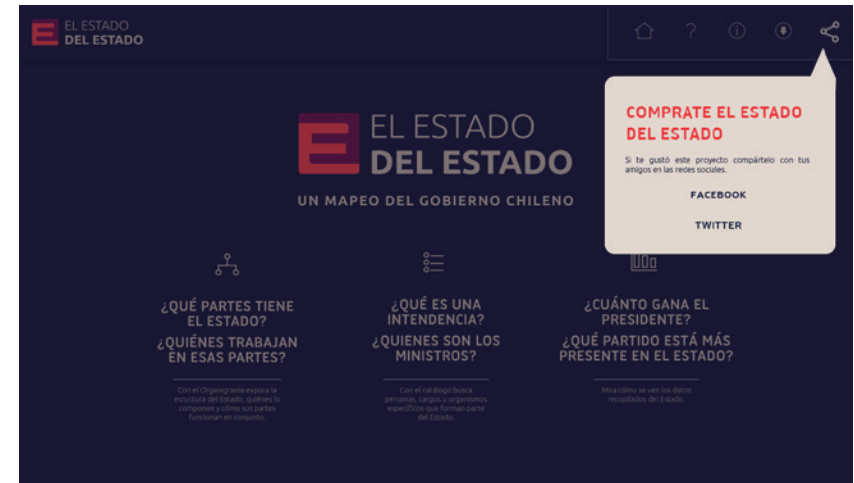 EL ESTADO
DEL ESTADO
EL ESTADO
DEL ESTADO
UN MAPEO DEL GOBIERNO CHILENO
COMPRATE EL ESTADO
DEL ESTADO
Si te gustó este proyecto compártelo con tus
amigos en las redes sociales.
FACEBOOK
TWITTER
¿QUÉ PARTES TIENE
EL ESTADO?
¿QUIÉNES TRABAJAN
EN ESAS PARTES?
Con el Organigrama expora la
estructura del Estado, quiénes lo
componen y cómo sus partes
funcionan en conjunto.
¿QUÉ ES UNA
INTENDENCIA?
¿QUIENES SON LOS
MINISTROS?
Con el catálogo busca
personas, cargos u organismos
específicos que forman parte
del Estado.
¿CUÁNTO GANA EL
PRESIDENTE?
¿QUÉ PARTIDO ESTÁ MÁS
PRESENTE EN EL ESTADO?
Mira cómo se ven los datos
recopilados del Estado.